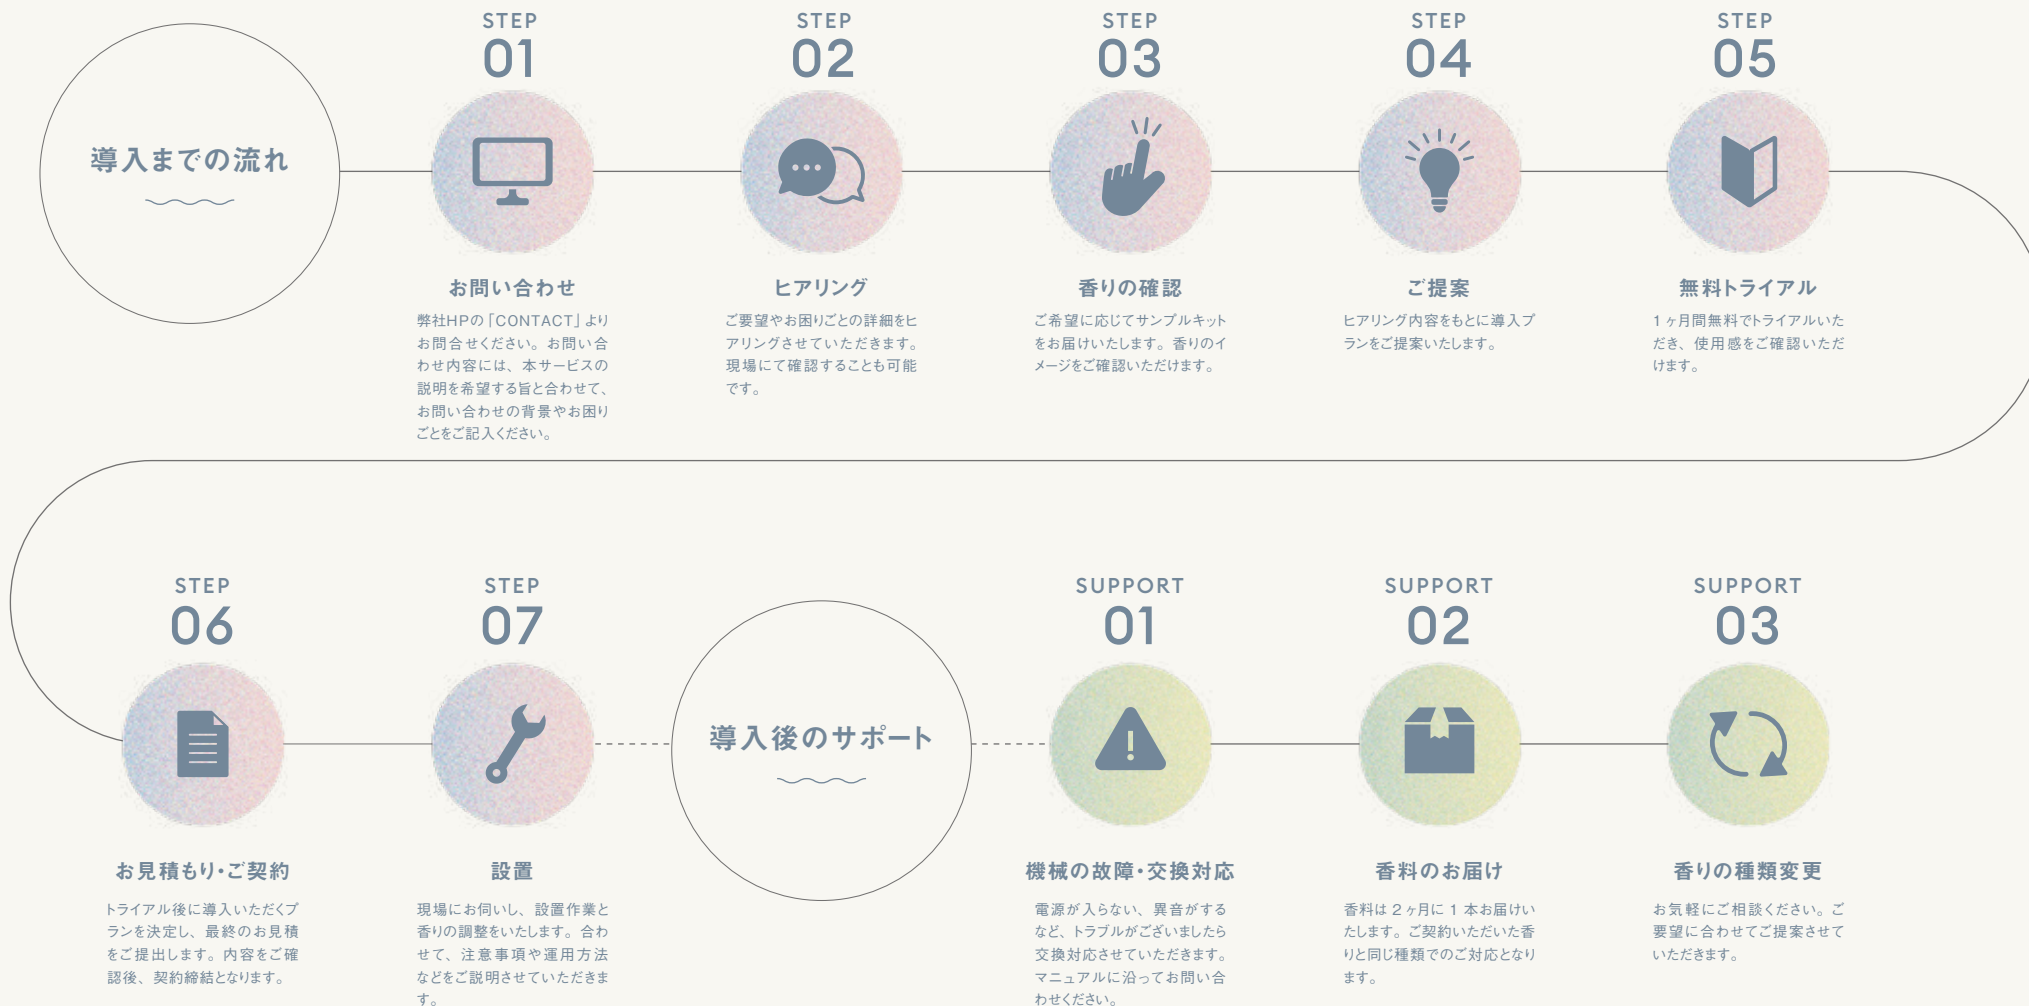 導入までの流れ
STEP
01
お問い合わせ
弊社HPの「CONTACT」より
お問合せください。お問い合
わせ内容には、本サービスの
説明を希望する旨と合わせて、
お問い合わせの背景やお困り
ごとをご記入ください。
STEP
02
ヒアリング
ご要望やお困りごとの詳細をヒ
アリングさせていただきます。
現場にて確認することも可能
です。
STEP
03
香りの確認
ご希望に応じてサンプルキット
をお届けいたします。香りのイ
メージをご確認いただけます。
STEP
04
ご提案
ヒアリング内容をもとに導入プ
ランをご提案いたします。
STEP
05
無料トライアル
1ヶ月間無料でトライアルいた
だき、使用感をご確認いただ
けます。
STEP
06
お見積もり・ご契約
トライアル後に導入いただくプ
ランを決定し、最終のお見積
をご提出します。内容をご確
認後、契約締結となります。
STEP
07
設置
現場にお伺いし、設置作業と
香りの調整をいたします。合わ
せて、注意事項や運用方法
などをご説明させていただきま
す。
導入後のサポート
SUPPORT
01
機械の故障・交換対応
電源が入らない、異音がする
など、トラブルがございましたら
交換対応させていただきます。
マニュアルに沿ってお問い合
わせください。
SUPPORT
02
香料のお届け
香料は2ヶ月に1本お届けい
たします。ご契約いただいた香
りと同じ種類でのご対応となり
ます。
SUPPORT
03
香りの種類変更
お気軽にご相談ください。ご
要望に合わせてご提案させて
いただきます。